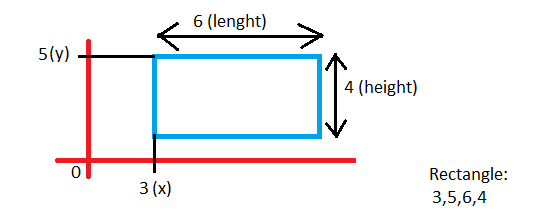 6 (lenght)
5 (y)
4 (height)
0
3 (x)
Rectangle:
3,5,6,4